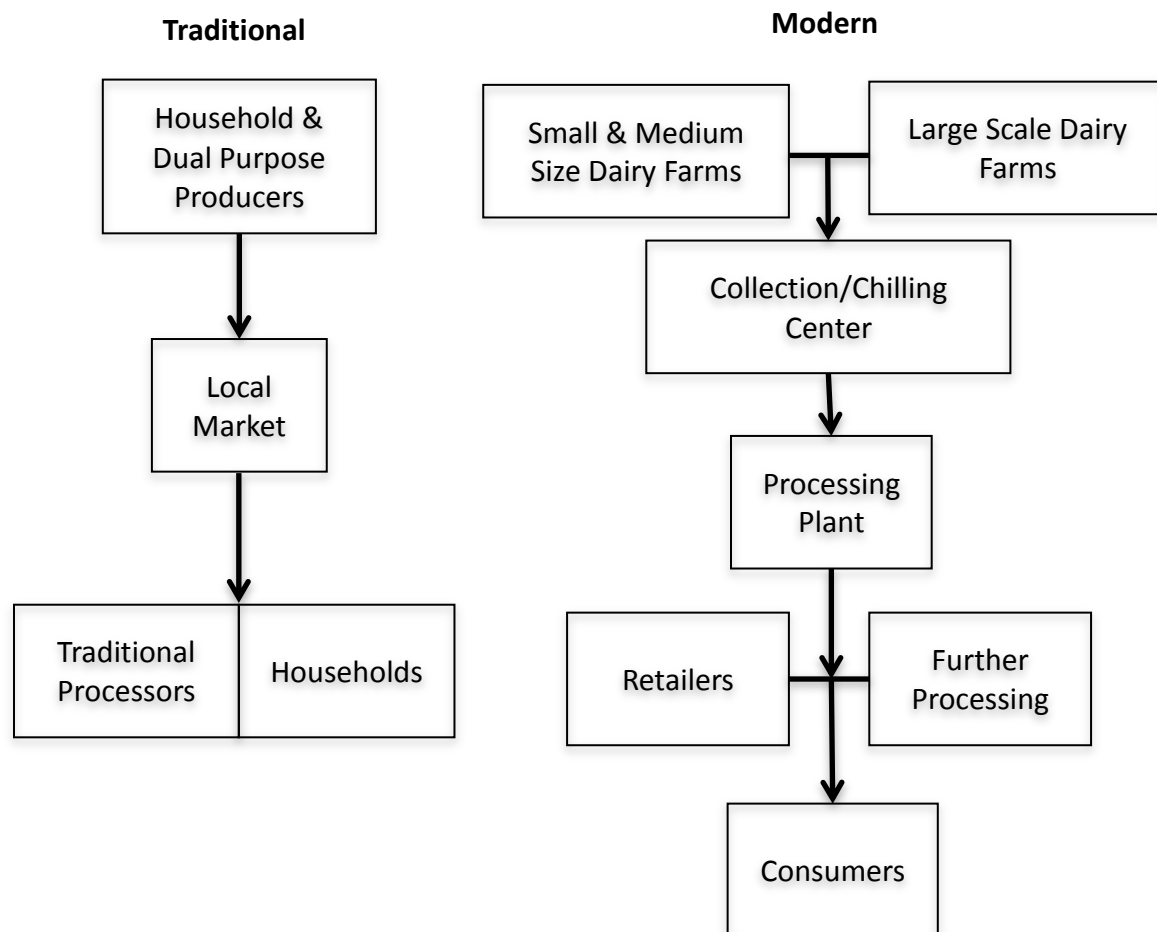 Traditional
Household &
Dual Purpose
Producers
Local
Market
Traditional
Processors
Households
Modern
Small & Medium
Size Dairy Farms
Large Scale Dairy
Farms
Collection/Chilling
Center
Processing
Plant
Retailers
Further
Processing
Consumers